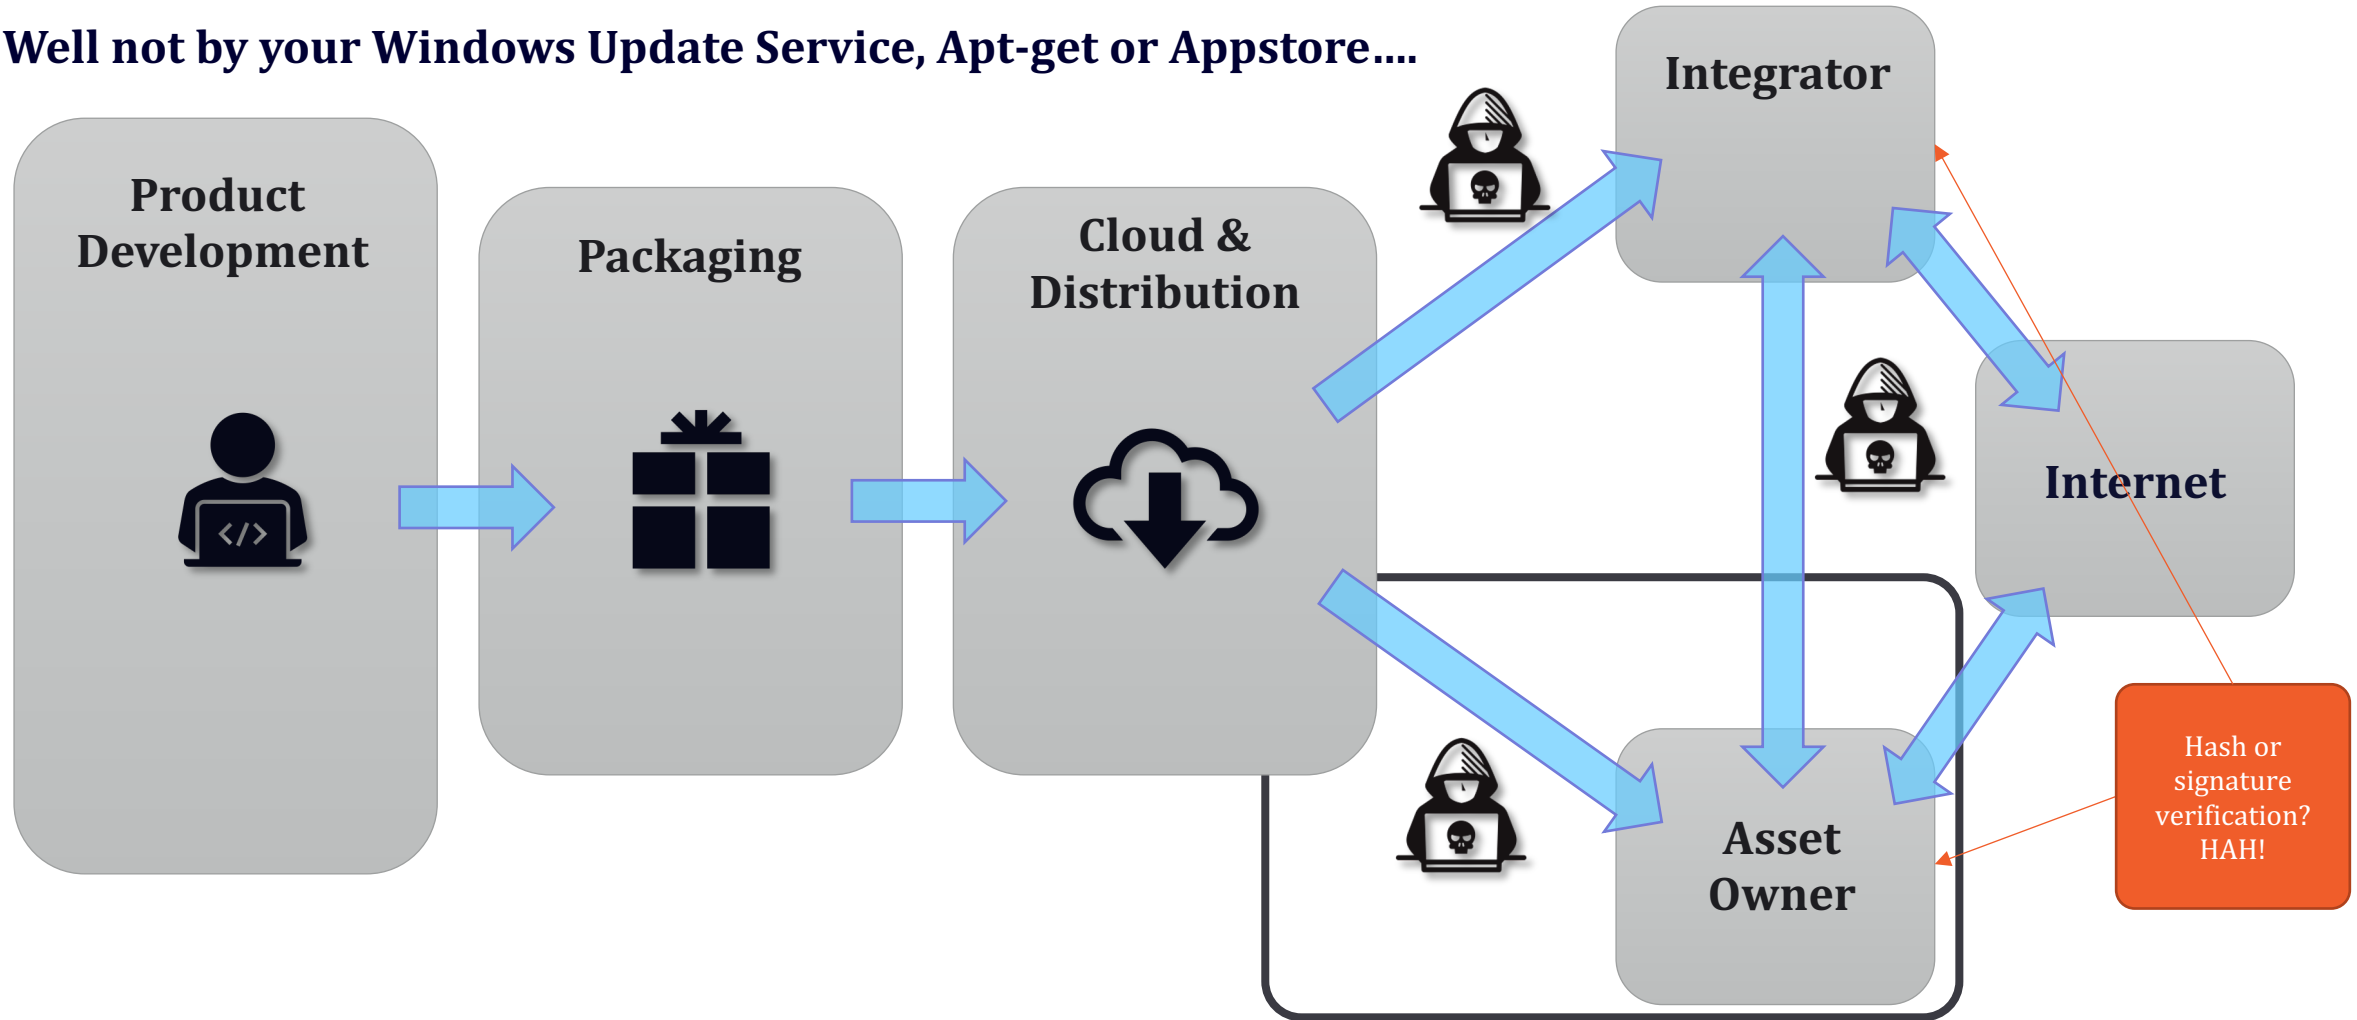 Well not by your Windows Update Service, Apt-get or Appstore....
Product
Development
Packaging
Cloud &
Distribution
Integrator
Internet
Asset
Owner
Hash or
signature
verification?
HAH!